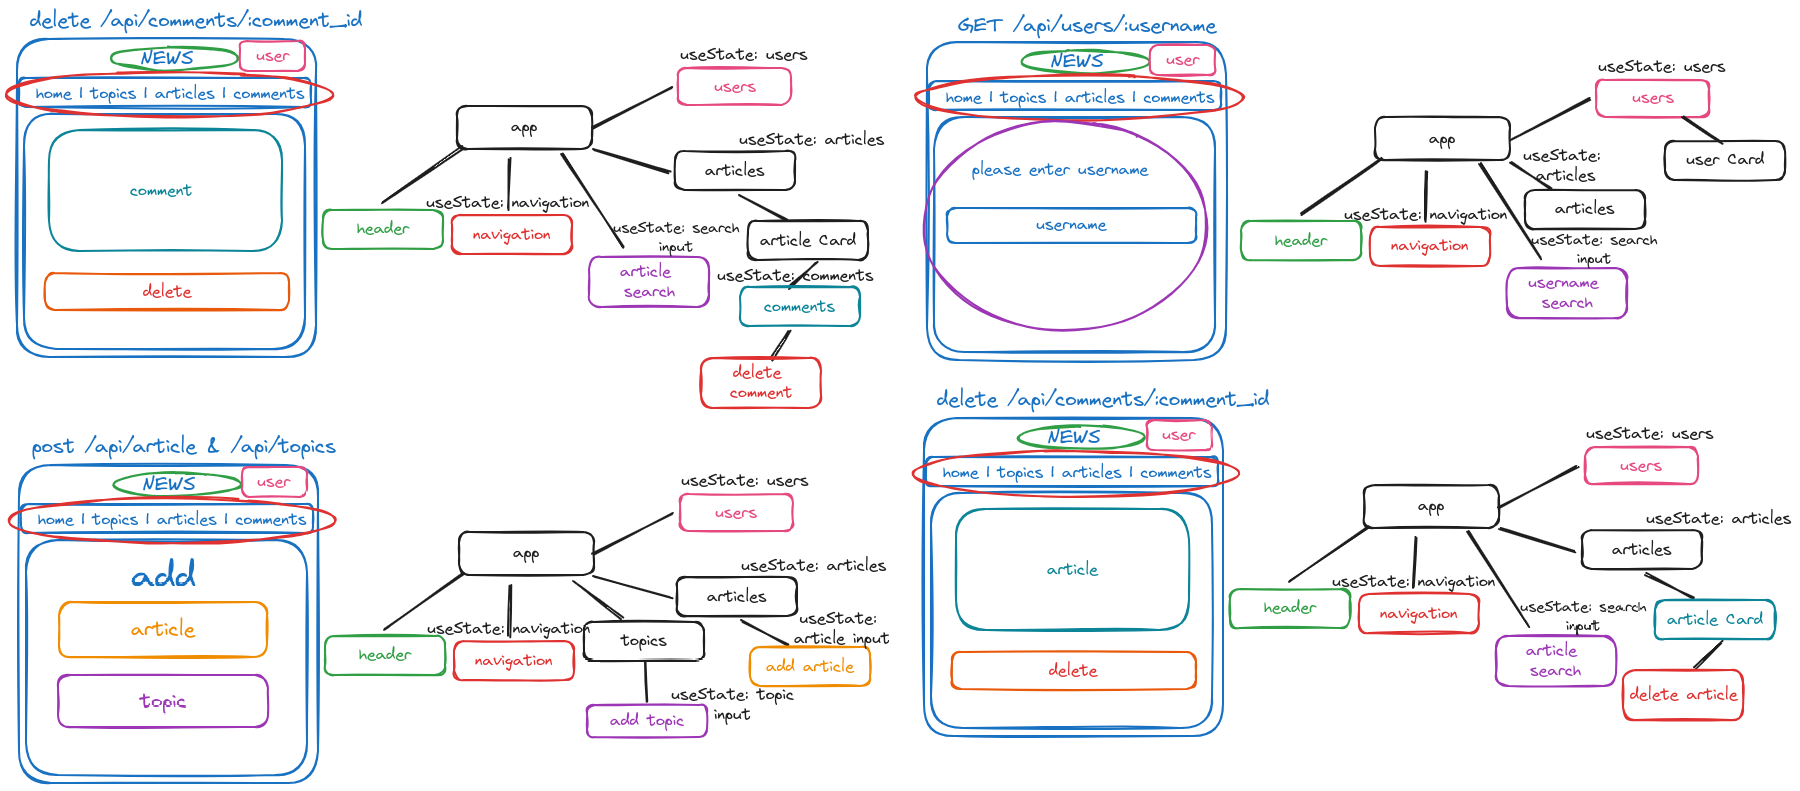 delete /api/comments/:comment_id
NEWS
user
home | topics | articles | comments
comment
delete
useState: users
users
app
useState: articles
articles
useState: navigation
header
navigation
useState: search
input
article Card
article
search
useState: comments
comments
delete
comment
GET /api/users/:username
NEWS
user
home | topics | articles | comments
please enter username
username
useState: users
users
app
user Card
useState:
articles
articles
useState: navigation
header
navigation
useState: search
input
username
search
post /api/article & /api/topics
NEWS
user
home | topics | articles | comments
add
article
topic
useState: users
users
app
useState: articles
articles
useState: navigation
header
navigation
topics
useState:
article input
add article
useState: topic
input
add topic
delete /api/comments/:comment_id
NEWS
user
home | topics | articles | comments
article
delete
useState: users
users
app
useState: articles
articles
useState: navigation
header
navigation
useState: search
input
article Card
article
search
delete article